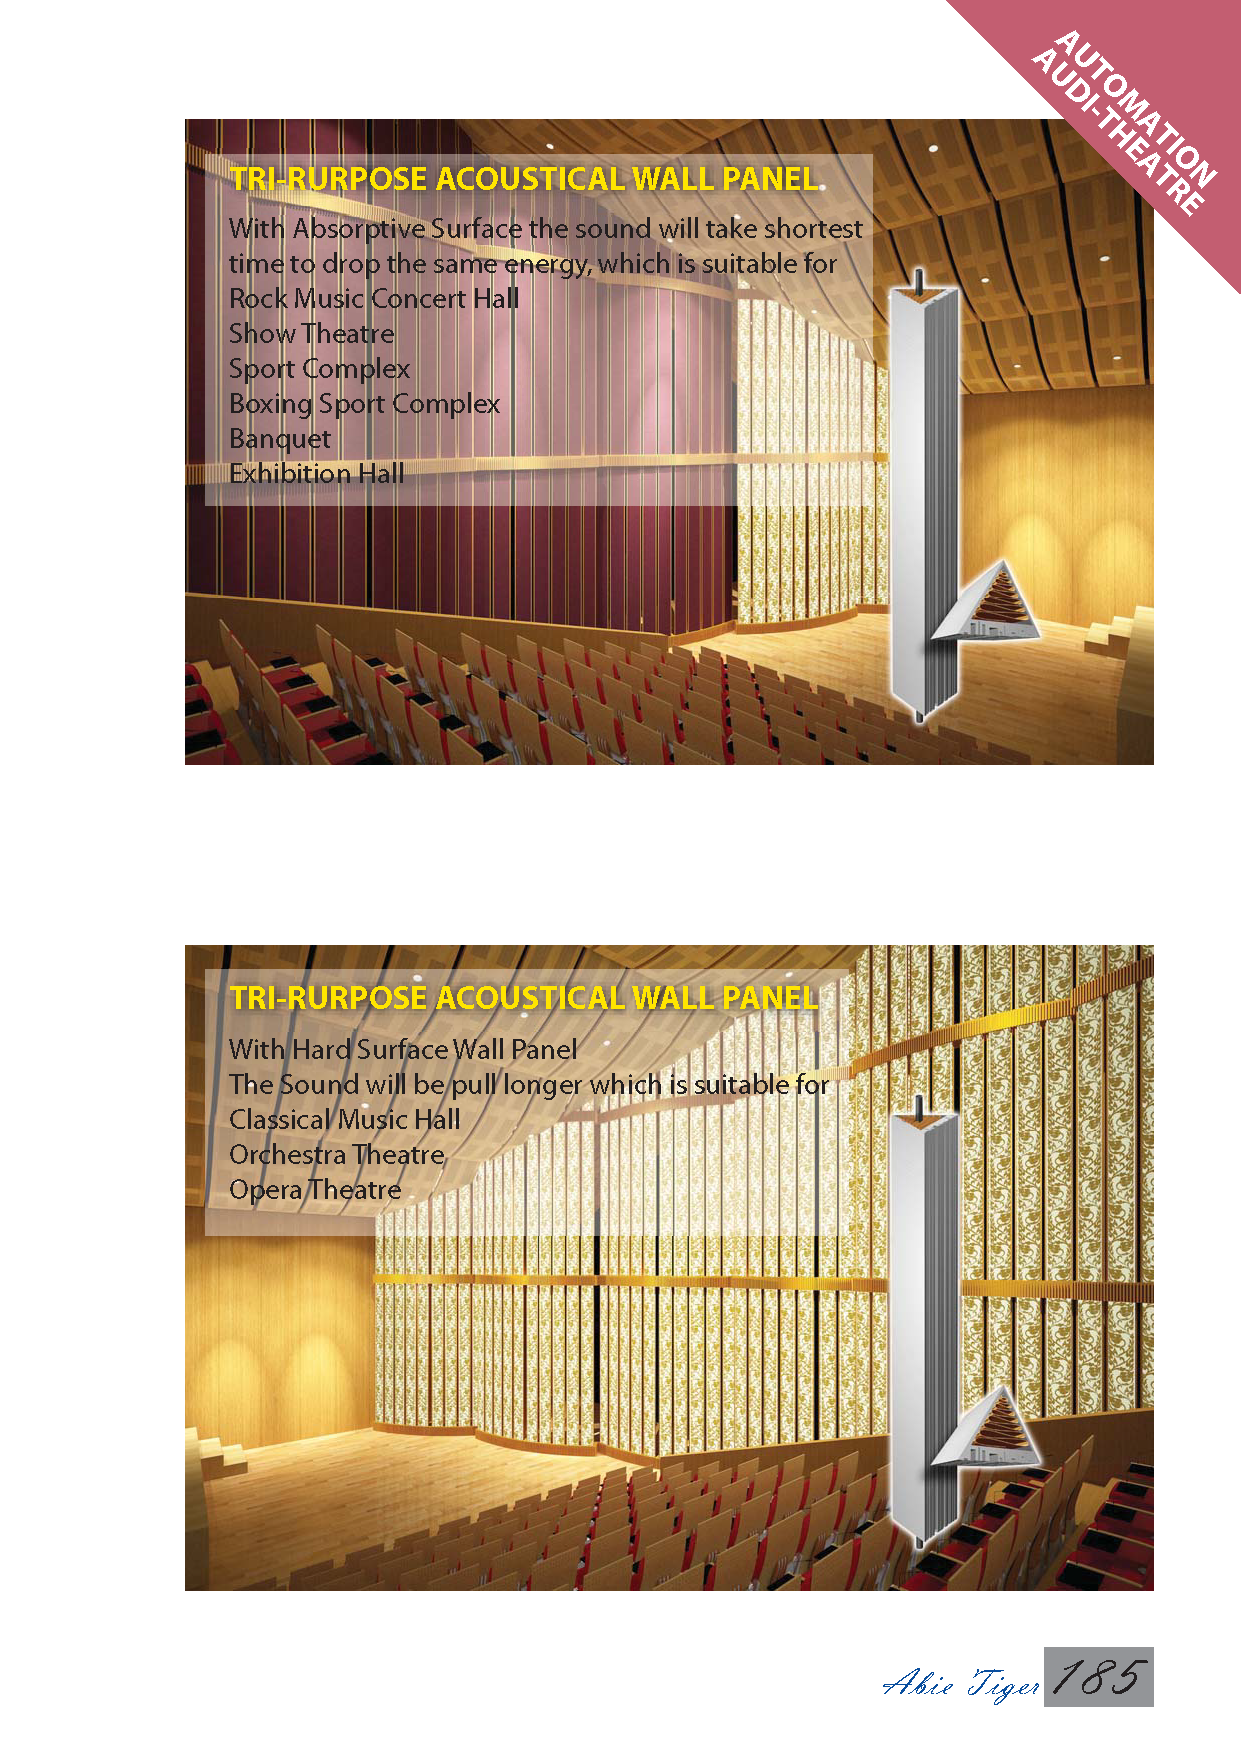 AUTOMATION
AUDI-THEATRE
TRI-RURPOSE ACOUSTICAL WALL PANEL.
With Absorptive Surface the sound will take shortest
time to drop the same energy, which is suitable for
Rock Music Concert Hall
Show Theatre
Sport Complex
Boxing Sport Complex
Banquet
Exhibition Hall
TRI-RURPOSE ACOUSTICAL WALL PANEL
With Hard Surface Wall Panel
The Sound will be pull longer which is suitable for
Classical Music Hall
Orchestra Theatre
Opera Theatre
Abie Tiger 185